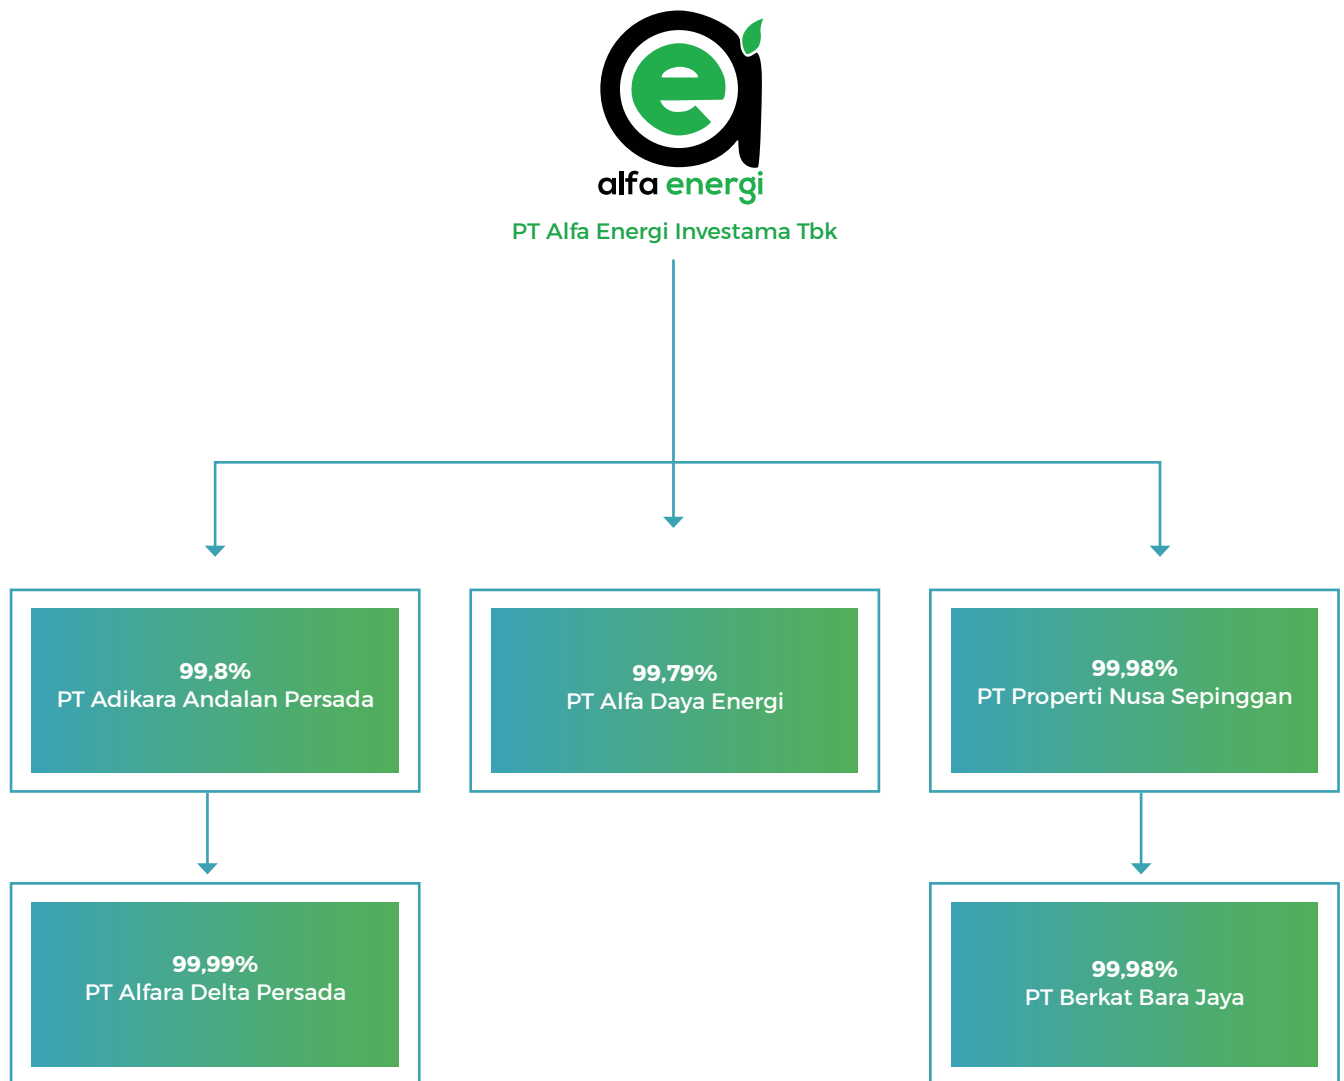 alfa energi
PT Alfa Energi Investama Tbk
99,8%
PT Adikara Andalan Persada
99,79%
PT Alfa Daya Energi
99,98%
PT Properti Nusa Sepinggan
99,99%
PT Alfara Delta Persada
99,98%
PT Berkat Bara Jaya